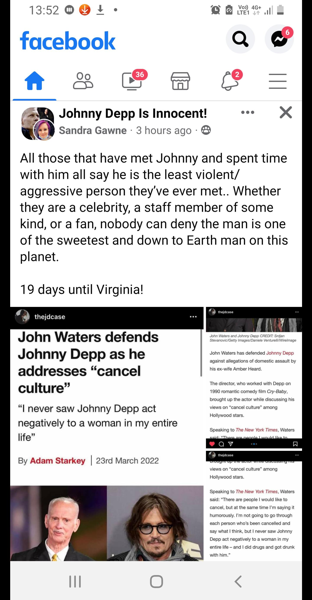 13:52
Vo)) 4G+
LTE1
facebook
6
36
2
Johnny Depp Is Innocent!
Sandra Gawne · 3 hours ago ·
All those that have met Johnny and spent time
with him all say he is the least violent/
aggressive person they've ever met.. Whether
they are a celebrity, a staff member of some
kind, or a fan, nobody can deny the man is one
of the sweetest and down to Earth man on this
planet.
19 days until Virginia!
thejdcase
John Waters defends
Johnny Depp as he
addresses “cancel
culture”
“I never saw Johnny Depp act
negatively to a woman in my entire
life”
By Adam Starkey | 23rd March 2022
thejdcase
John Waters and Johnny Depp CREDIT:
John Waters has defended Johnny Depp
against allegations of domestic assault by
his ex-wife Amber Heard.
The director, who worked with Depp on
1990 romantic comedy film Cry-Baby,
brought up the actor while discussing his
views on “cancel culture” among
Hollywood stars.
Speaking to The New York Times, Waters
said: “There are people I would like to
thejdcase
views on “cancel culture” among
Hollywood stars.
Speaking to The New York Times, Waters
said: “There are people I would like to
cancel, but at the same time I'm saying it
humorously. I'm not going to go through
each person who's been cancelled and
say what I think, but I never saw Johnny
Depp act negatively to a woman in my
entire life – and I did drugs and got drunk
with him.”